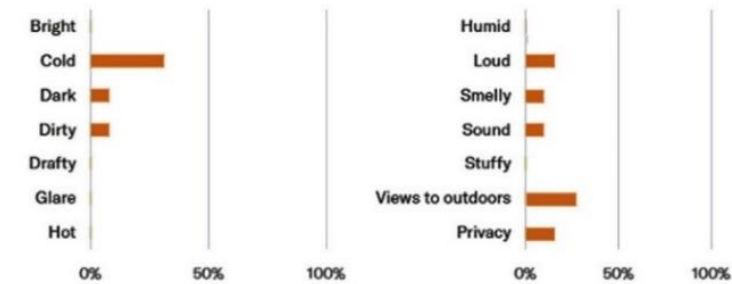 Bright
Cold
Dark
Dirty
Drafty
Glare
Hot
0% 50% 100%
Humid
Loud
Smelly
Sound
Stuffy
Views to outdoors
Privacy
0% 50% 100%